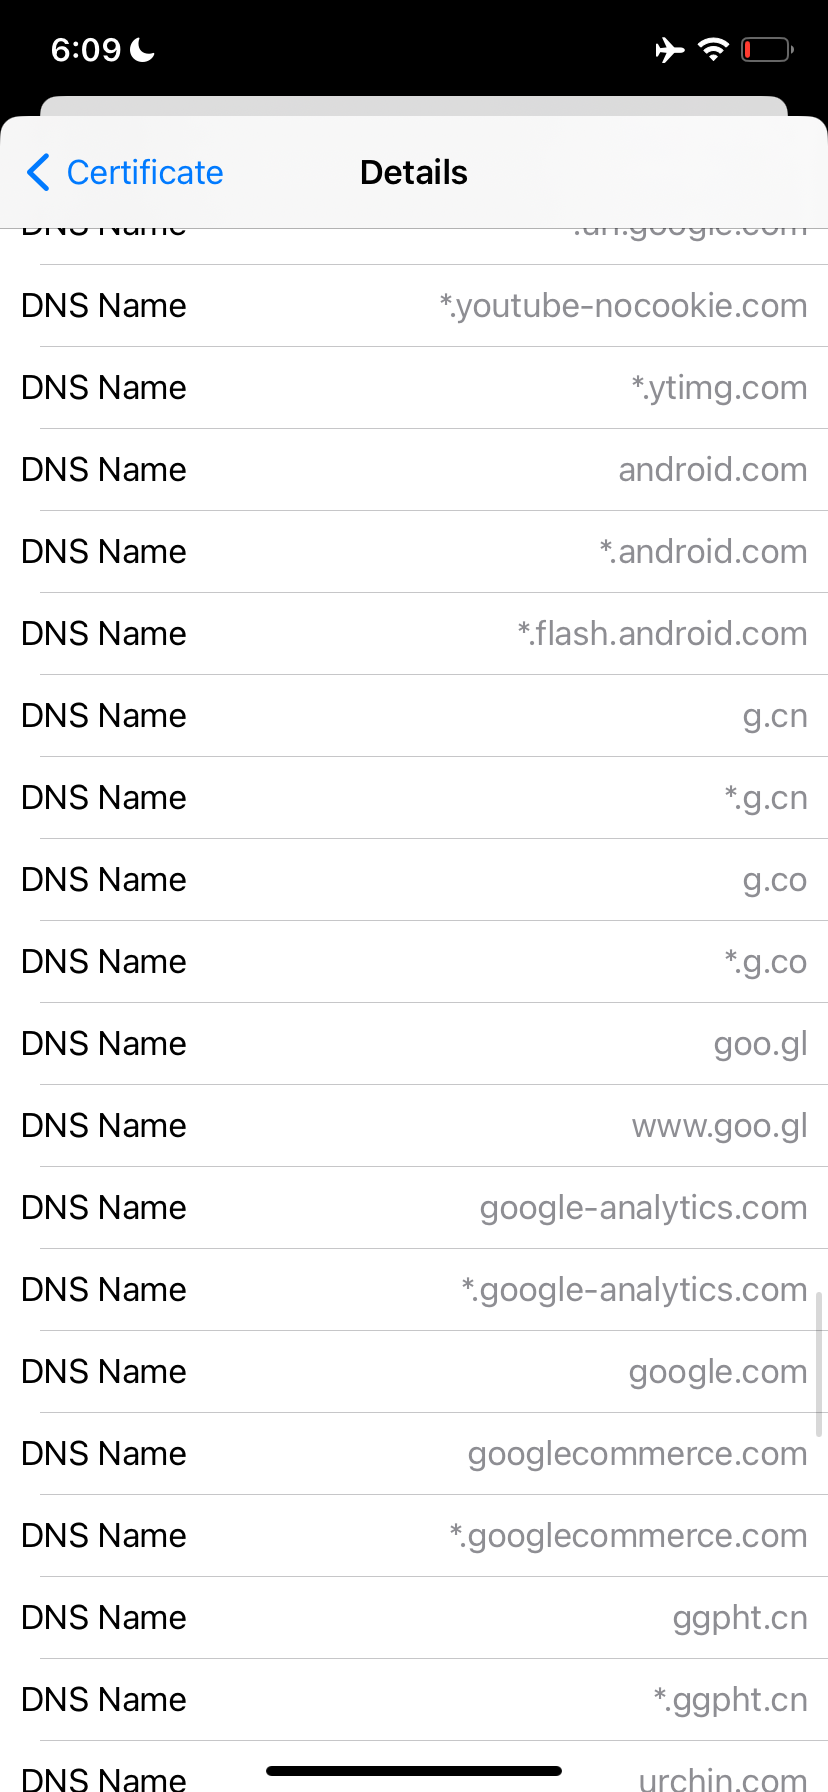 6:09
Certificate
Details
DNS Name
*.youtube-nocookie.com
DNS Name
*.ytimg.com
DNS Name
android.com
DNS Name
*.android.com
DNS Name
*.flash.android.com
DNS Name
g.cn
DNS Name
*.g.cn
DNS Name
g.co
DNS Name
*.g.co
DNS Name
goo.gl
DNS Name
www.goo.gl
DNS Name
google-analytics.com
DNS Name
*.google-analytics.com
DNS Name
google.com
DNS Name
googlecommerce.com
DNS Name
*.googlecommerce.com
DNS Name
ggpht.cn
DNS Name
*.ggpht.cn
DNS Name
urchin.com